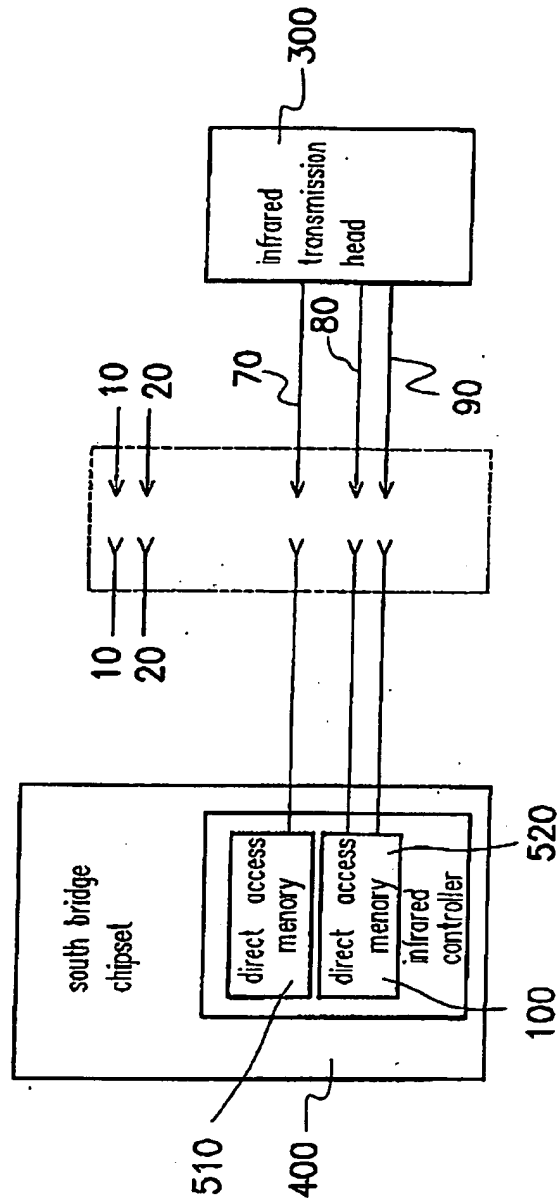 300
infrared
transmission
head
10
20
70
80
90
10
20
south bridge
chipset
direct access
menory
direct access
menory
infrared
controller
520
100
510
400